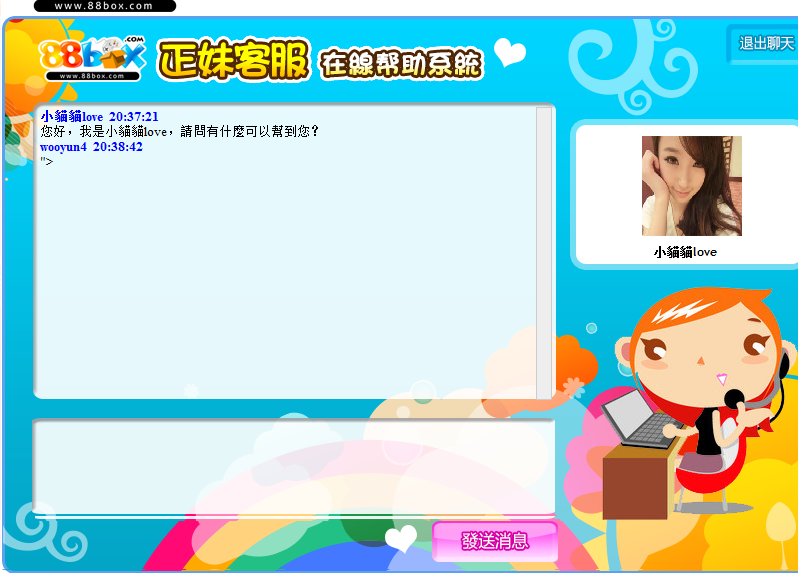 www.88box.com
88box.com
www.88box.com
正妹客服 在線幫助系統
退出聊天
小貓貓love 20:37:21
您好，我是小貓貓love，請問有什麼可以幫到您？
wooyun4 20:38:42
">
小貓貓love
發送消息